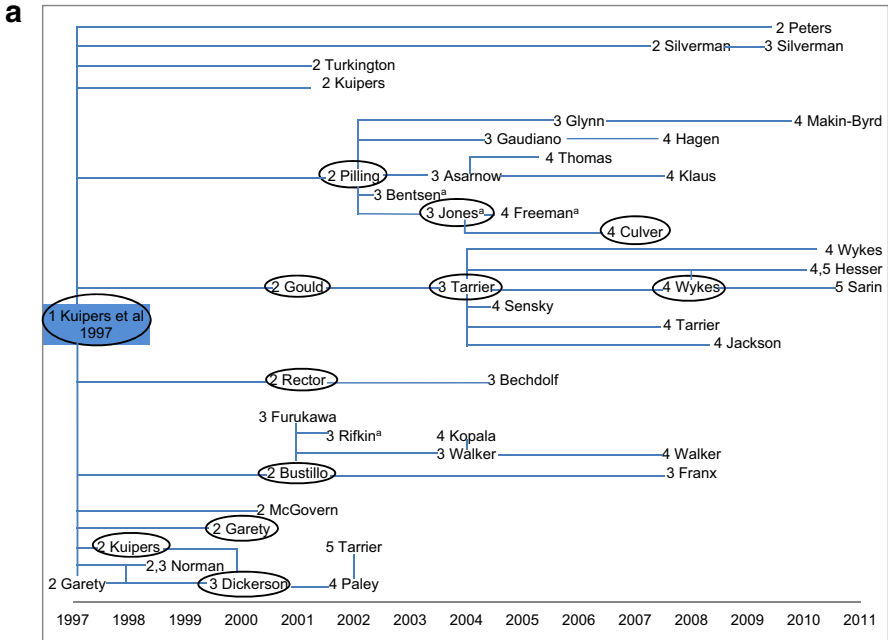 a
2 Peters
2 Silverman 3 Silverman
2 Turkington
2 Kuipers
3 Glynn 4 Makin-Byrd
3 Gaudiano 4 Hagen
4 Thomas
2 Pilling 3 Asarnow 4 Klaus
3 Bentsenª
3 Jonesª 4 Freemanª
4 Culver
4 Wykes
4,5 Hesser
2 Gould 3 Tarrier 4 Wykes 5 Sarin
4 Sensky
1 Kuipers et al
1997
4 Tarrier
4 Jackson
2 Rector 3 Bechdolf
3 Furukawa
3 Rifkinª 4 Kopala
3 Walker 4 Walker
2 Bustillo 3 Franx
2 McGovern
2 Garety
2 Kuipers 5 Tarrier
2,3 Norman
2 Garety 3 Dickerson 4 Paley
1997 1998 1999 2000 2001 2002 2003 2004 2005 2006 2007 2008 2009 2010 2011